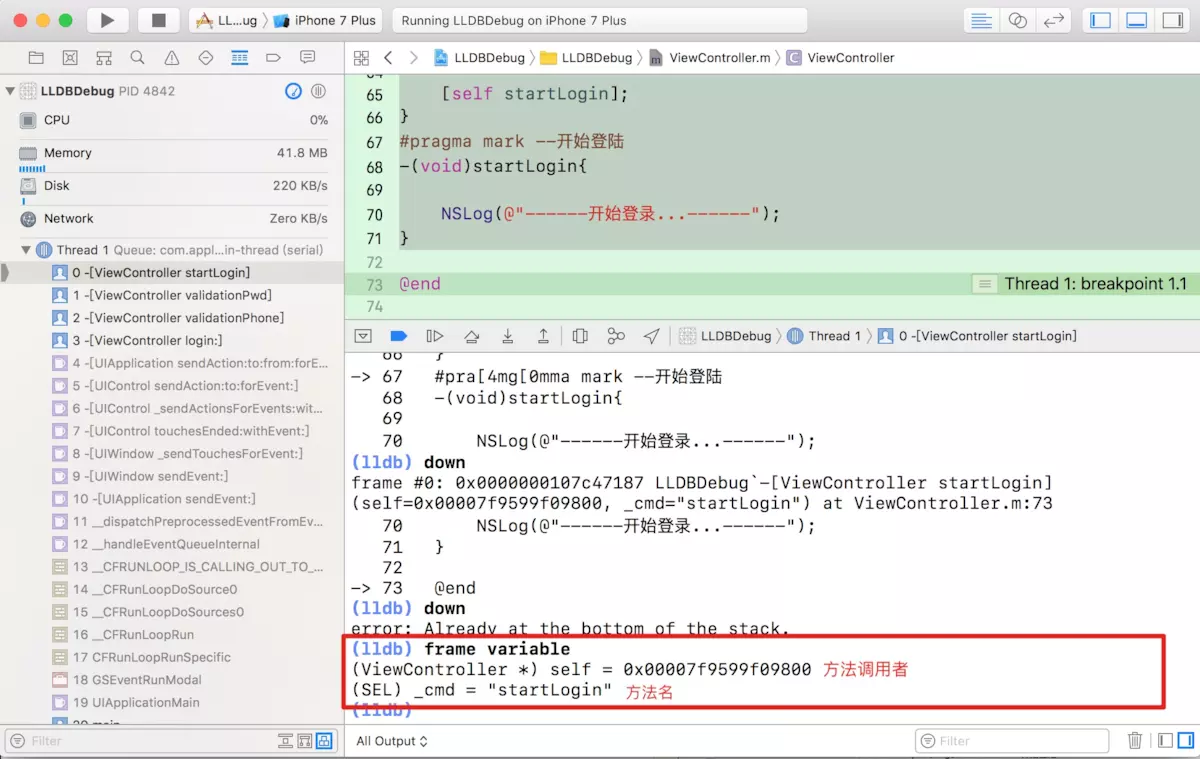 LL...ug
iPhone 7 Plus
Running LLDBDebug on iPhone 7 Plus
LLDBDebug
LLDBDebug
ViewController.m
ViewController
LLDBDebug PID 4842
CPU 0%
Memory 41.8 MB
Disk 220 KB/s
Network Zero KB/s
Thread 1 Queue: com.appl...in-thread (serial)
0 -[ViewController startLogin]
1 -[ViewController validationPwd]
2 -[ViewController validationPhone]
3 -[ViewController login:]
4 -[UIApplication sendAction:to:from:forE...
5 -[UIControl sendAction:to:forEvent:]
6 -[UIControl _sendActionsForEvents:wit...
7 -[UIControl touchesEnded:withEvent:]
8 -[UIWindow _sendTouchesForEvent:]
9 -[UIWindow sendEvent:]
10 -[UIApplication sendEvent:]
11 __dispatchPreprocessedEventFromEv...
12 __handleEventQueueInternal
13 __CFRUNLOOP_IS_CALLING_OUT_TO_...
14 __CFRunLoopDoSource0
15 __CFRunLoopDoSources0
16 __CFRunLoopRun
17 CFRunLoopRunSpecific
18 GSEventRunModal
19 UIApplicationMain
20 main
Filter
64
65 [self startLogin];
66 }
67 #pragma mark --开始登陆
68 -(void)startLogin{
69
70 NSLog(@"------开始登录...------");
71 }
72
73 @end
Thread 1: breakpoint 1.1
74
LLDBDebug
Thread 1
0 -[ViewController startLogin]
66 }
-> 67 #pra[4mg[0mma mark --开始登陆
68 -(void)startLogin{
69
70 NSLog(@"------开始登录...------");
(lldb) down
frame #0: 0x0000000107c47187 LLDBDebug`-[ViewController startLogin]
(self=0x00007f9599f09800, _cmd="startLogin") at ViewController.m:73
70 NSLog(@"------开始登录...------");
71 }
72
-> 73 @end
(lldb) down
error: Already at the bottom of the stack.
(lldb) frame variable
(ViewController *) self = 0x00007f9599f09800 方法调用者
(SEL) _cmd = "startLogin" 方法名
(lldb)
All Output
Filter